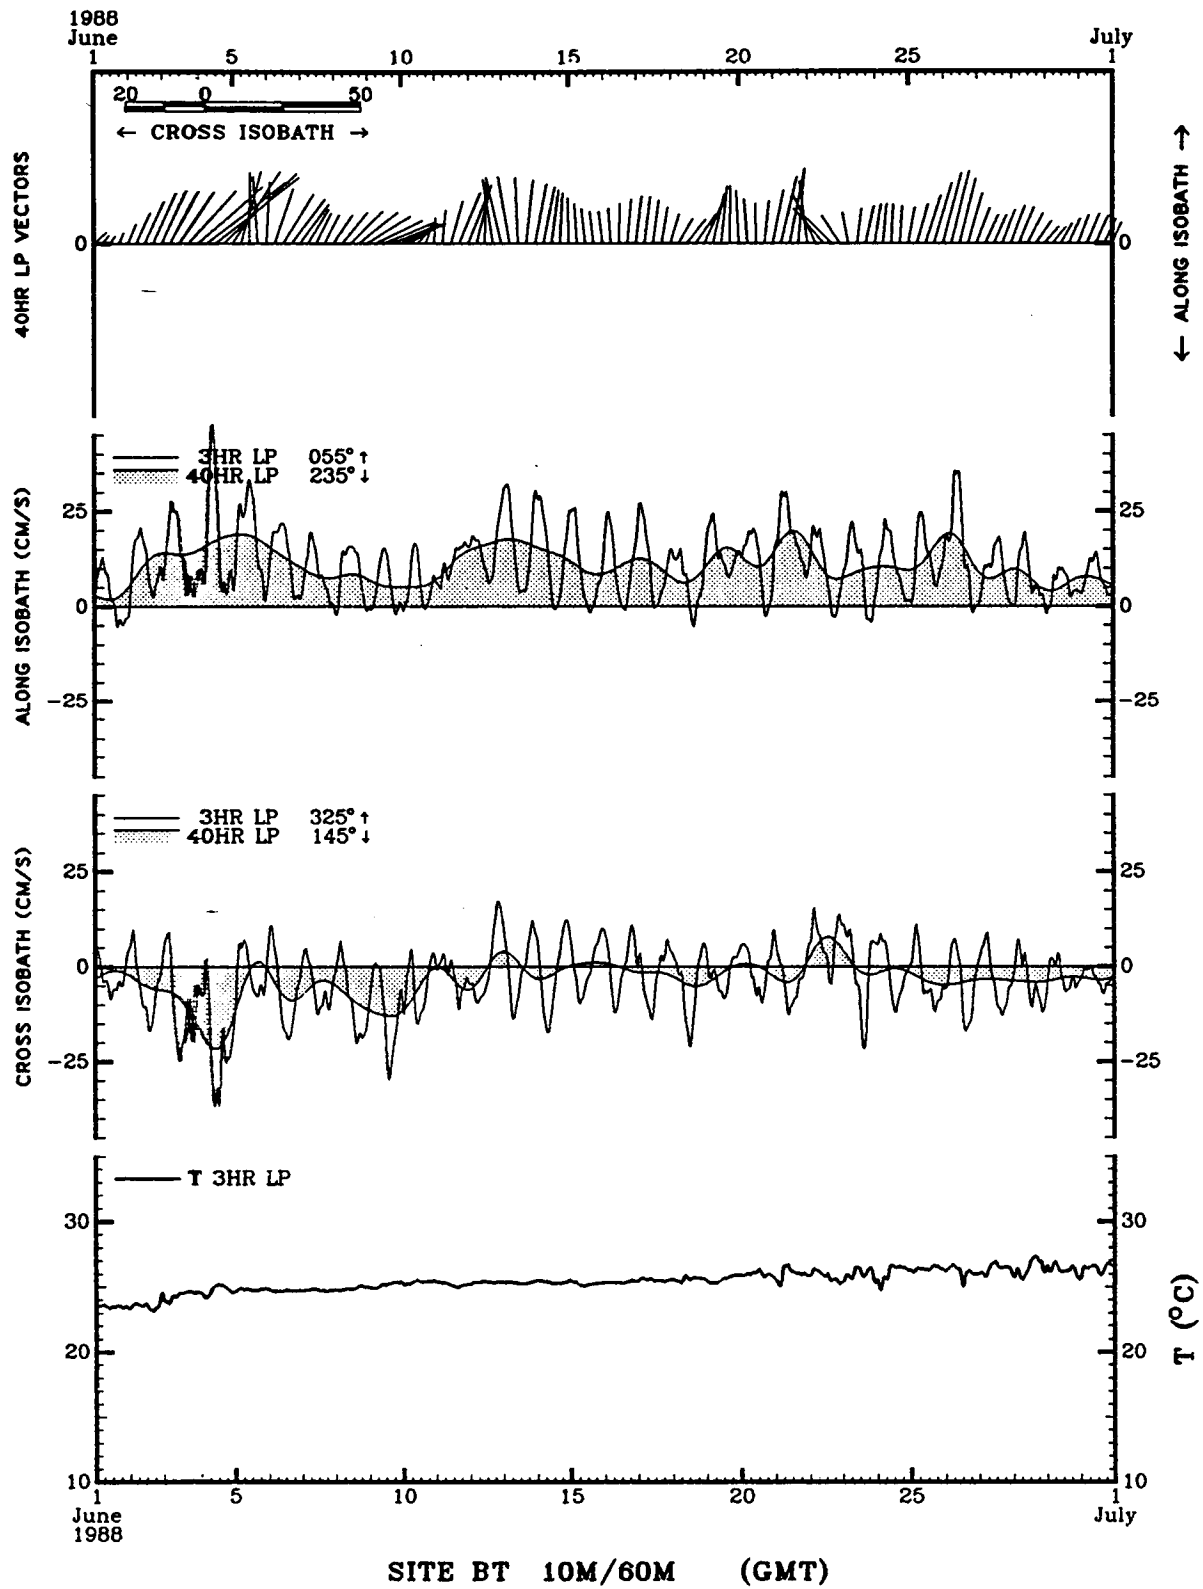 1988
June
July
1 5 10 15 20 25 1
20 0 50
← CROSS ISOBATH →
40HR LP VECTORS
0 0
← ALONG ISOBATH →
3HR LP 055°↑
40HR LP 235°↓
ALONG ISOBATH (CM/S)
25 25
0 0
-25 -25
3HR LP 325°↑
40HR LP 145°↓
CROSS ISOBATH (CM/S)
25 25
0 0
-25 -25
T 3HR LP
30 30
20 20
10 10
T (°C)
1 5 10 15 20 25 1
June
July
1988
SITE BT 10M/60M (GMT)